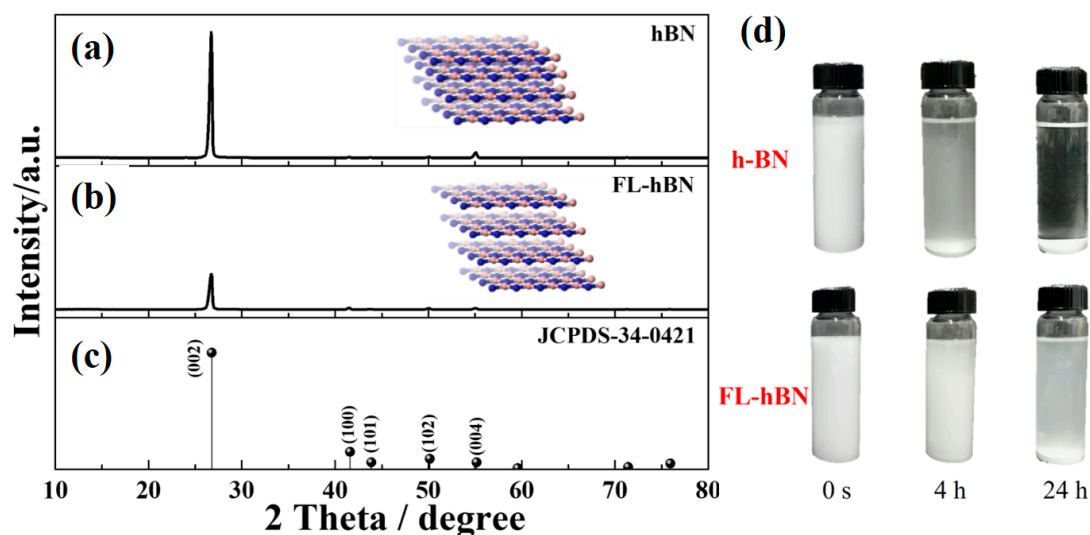 (a)
hBN
(b)
FL-hBN
(c)
JCPDS-34-0421
(002)
(100)
(101)
(102)
(004)
Intensity/a.u.
10 20 30 40 50 60 70 80
2 Theta / degree
(d)
h-BN
FL-hBN
0 s 4 h 24 h